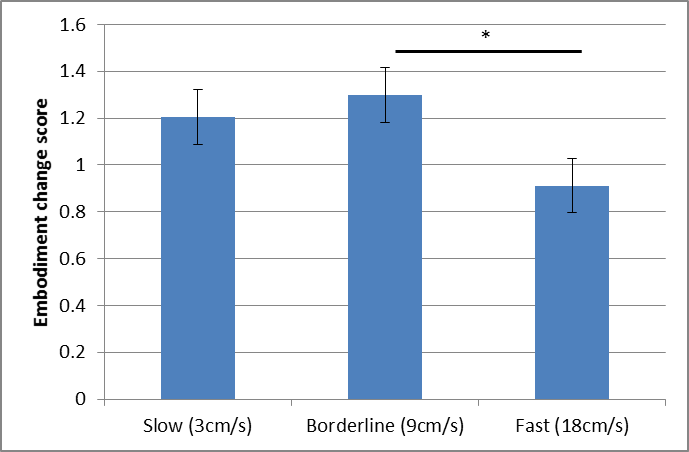 1.6
1.4
1.2
1
0.8
0.6
0.4
0.2
0
Embodiment change score
*
Slow (3cm/s)
Borderline (9cm/s)
Fast (18cm/s)